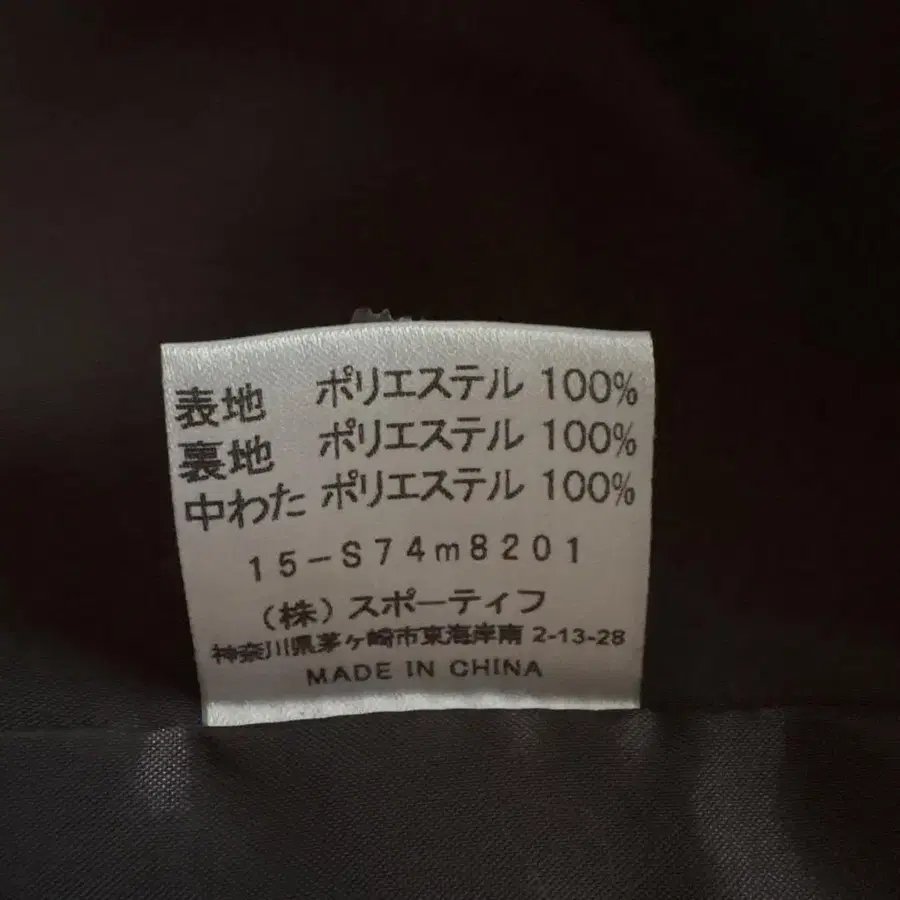 表地 ポリエステル 100%
裏地 ポリエステル 100%
中わた ポリエステル 100%
15-S74m8201
(株) スポーティフ
神奈川県茅ヶ崎市東海岸南 2-13-28
MADE IN CHINA